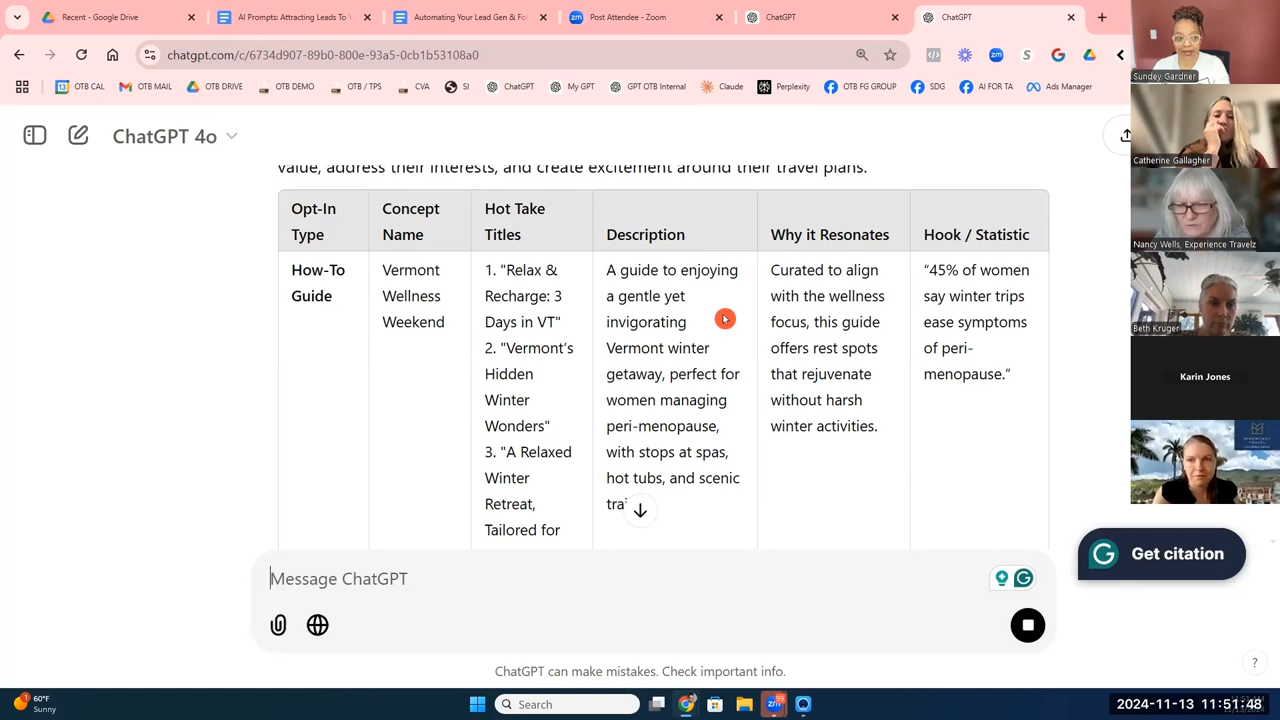 Recent - Google Drive
AI Prompts: Attracting Leads To Y
Automating Your Lead Gen & Fol
Post Attendee - Zoom
ChatGPT
ChatGPT
chatgpt.com/c/6734d907-89b0-800e-93a5-0cb1b53108a0
OTB CAL
OTB MAIL
OTB DRIVE
OTB DEMO
OTB / TPS
CVA
ChatGPT
My GPT
GPT OTB Internal
Claude
Perplexity
OTB FG GROUP
SDG
AI FOR TA
Ads Manager
ChatGPT 4o
value, address their interests, and create excitement around their travel plans.
Opt-In
Type
Concept
Name
Hot Take
Titles
Description
Why it Resonates
Hook / Statistic
How-To
Guide
Vermont
Wellness
Weekend
1. "Relax &
Recharge: 3
Days in VT"
2. "Vermont's
Hidden
Winter
Wonders"
3. "A Relaxed
Winter
Retreat,
Tailored for
A guide to enjoying
a gentle yet
invigorating
Vermont winter
getaway, perfect for
women managing
peri-menopause,
with stops at spas,
hot tubs, and scenic
Curated to align
with the wellness
focus, this guide
offers rest spots
that rejuvenate
without harsh
winter activities.
“45% of women
say winter trips
ease symptoms
of peri-
menopause.”
Message ChatGPT
Get citation
ChatGPT can make mistakes. Check important info.
?
Sundey Gardner
Catherine Gallagher
Nancy Wells, Experience Travelz
Beth Kruger
Karin Jones
60°F
Sunny
Search
2024-11-13 11:51:48